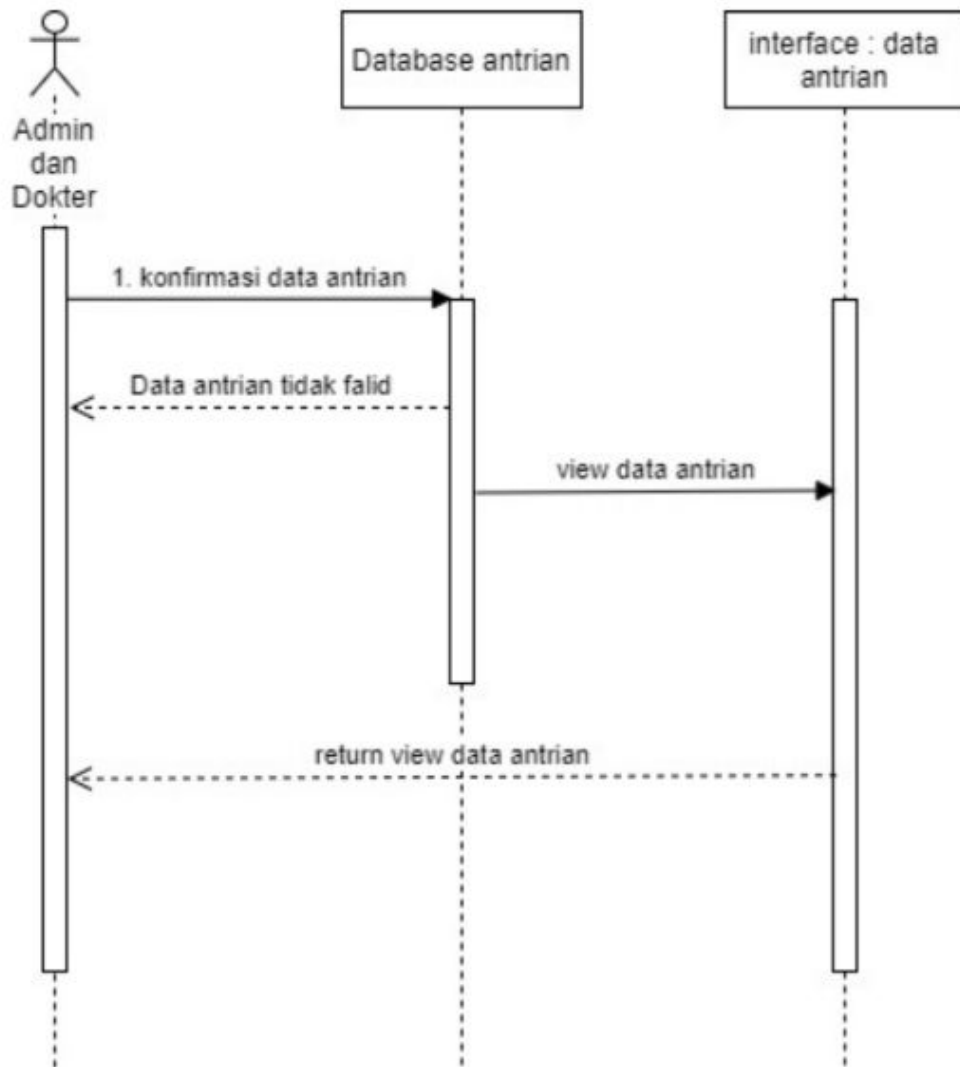 Database antrian
interface : data
antrian
Admin
dan
Dokter
1. konfirmasi data antrian
Data antrian tidak falid
view data antrian
return view data antrian